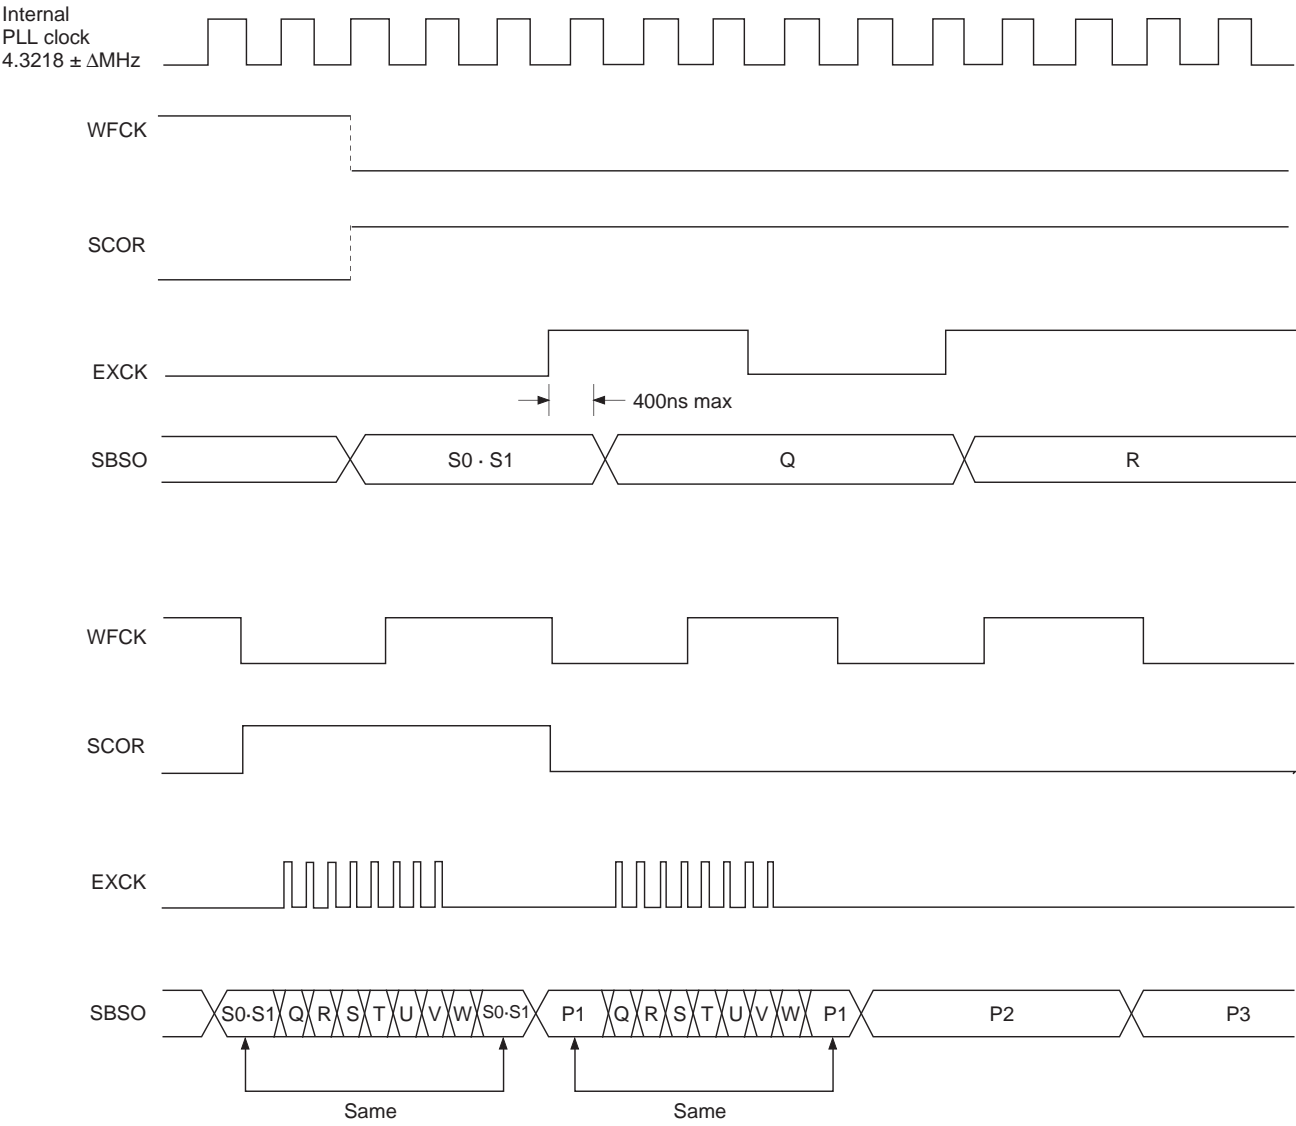 Internal
PLL clock
4.3218 ± ΔMHz
WFCK
SCOR
EXCK
400ns max
SBSO
S0 · S1
Q
R
WFCK
SCOR
EXCK
SBSO
S0·S1 Q R S T U V W S0·S1 P1 Q R S T U V W P1 P2 P3
Same
Same